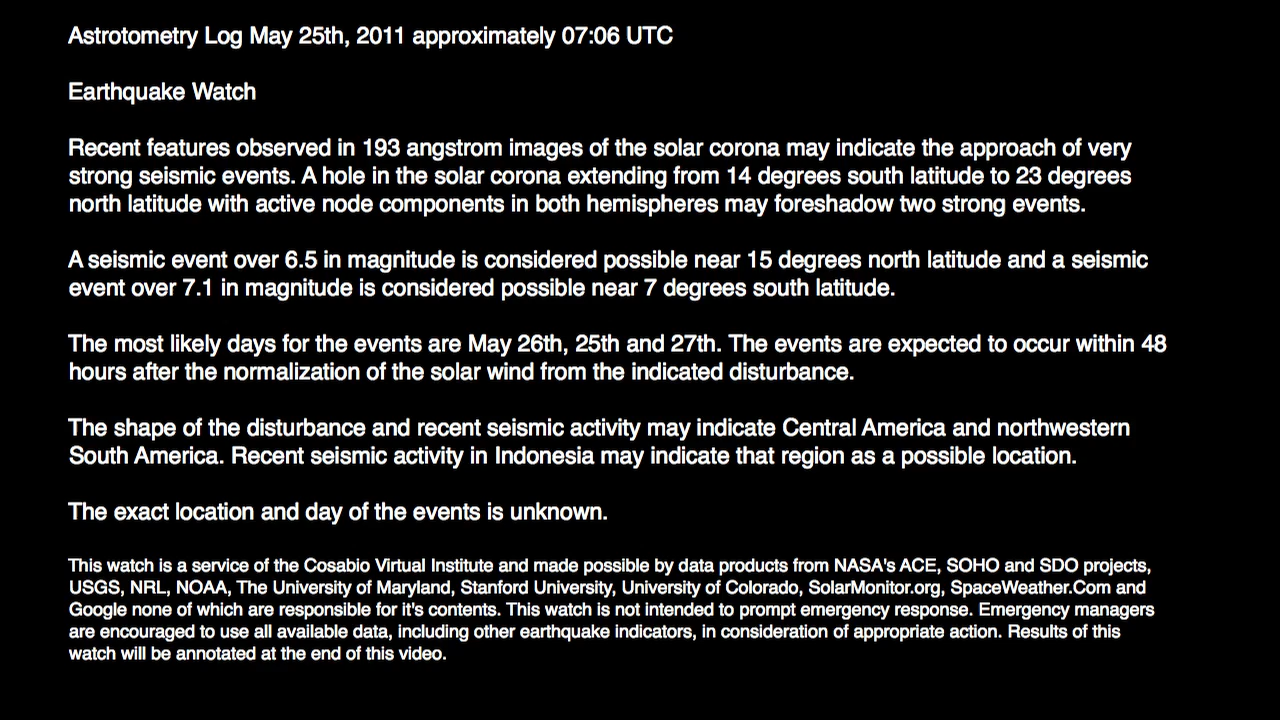 Astrotometry Log May 25th, 2011 approximately 07:06 UTC
Earthquake Watch
Recent features observed in 193 angstrom images of the solar corona may indicate the approach of very
strong seismic events. A hole in the solar corona extending from 14 degrees south latitude to 23 degrees
north latitude with active node components in both hemispheres may foreshadow two strong events.
A seismic event over 6.5 in magnitude is considered possible near 15 degrees north latitude and a seismic
event over 7.1 in magnitude is considered possible near 7 degrees south latitude.
The most likely days for the events are May 26th, 25th and 27th. The events are expected to occur within 48
hours after the normalization of the solar wind from the indicated disturbance.
The shape of the disturbance and recent seismic activity may indicate Central America and northwestern
South America. Recent seismic activity in Indonesia may indicate that region as a possible location.
The exact location and day of the events is unknown.
This watch is a service of the Cosabio Virtual Institute and made possible by data products from NASA's ACE, SOHO and SDO projects,
USGS, NRL, NOAA, The University of Maryland, Stanford University, University of Colorado, SolarMonitor.org, SpaceWeather.Com and
Google none of which are responsible for it's contents. This watch is not intended to prompt emergency response. Emergency managers
are encouraged to use all available data, including other earthquake indicators, in consideration of appropriate action. Results of this
watch will be annotated at the end of this video.